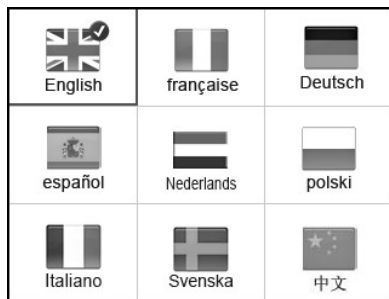 English
française
Deutsch
español
Nederlands
polski
Italiano
Svenska
中文